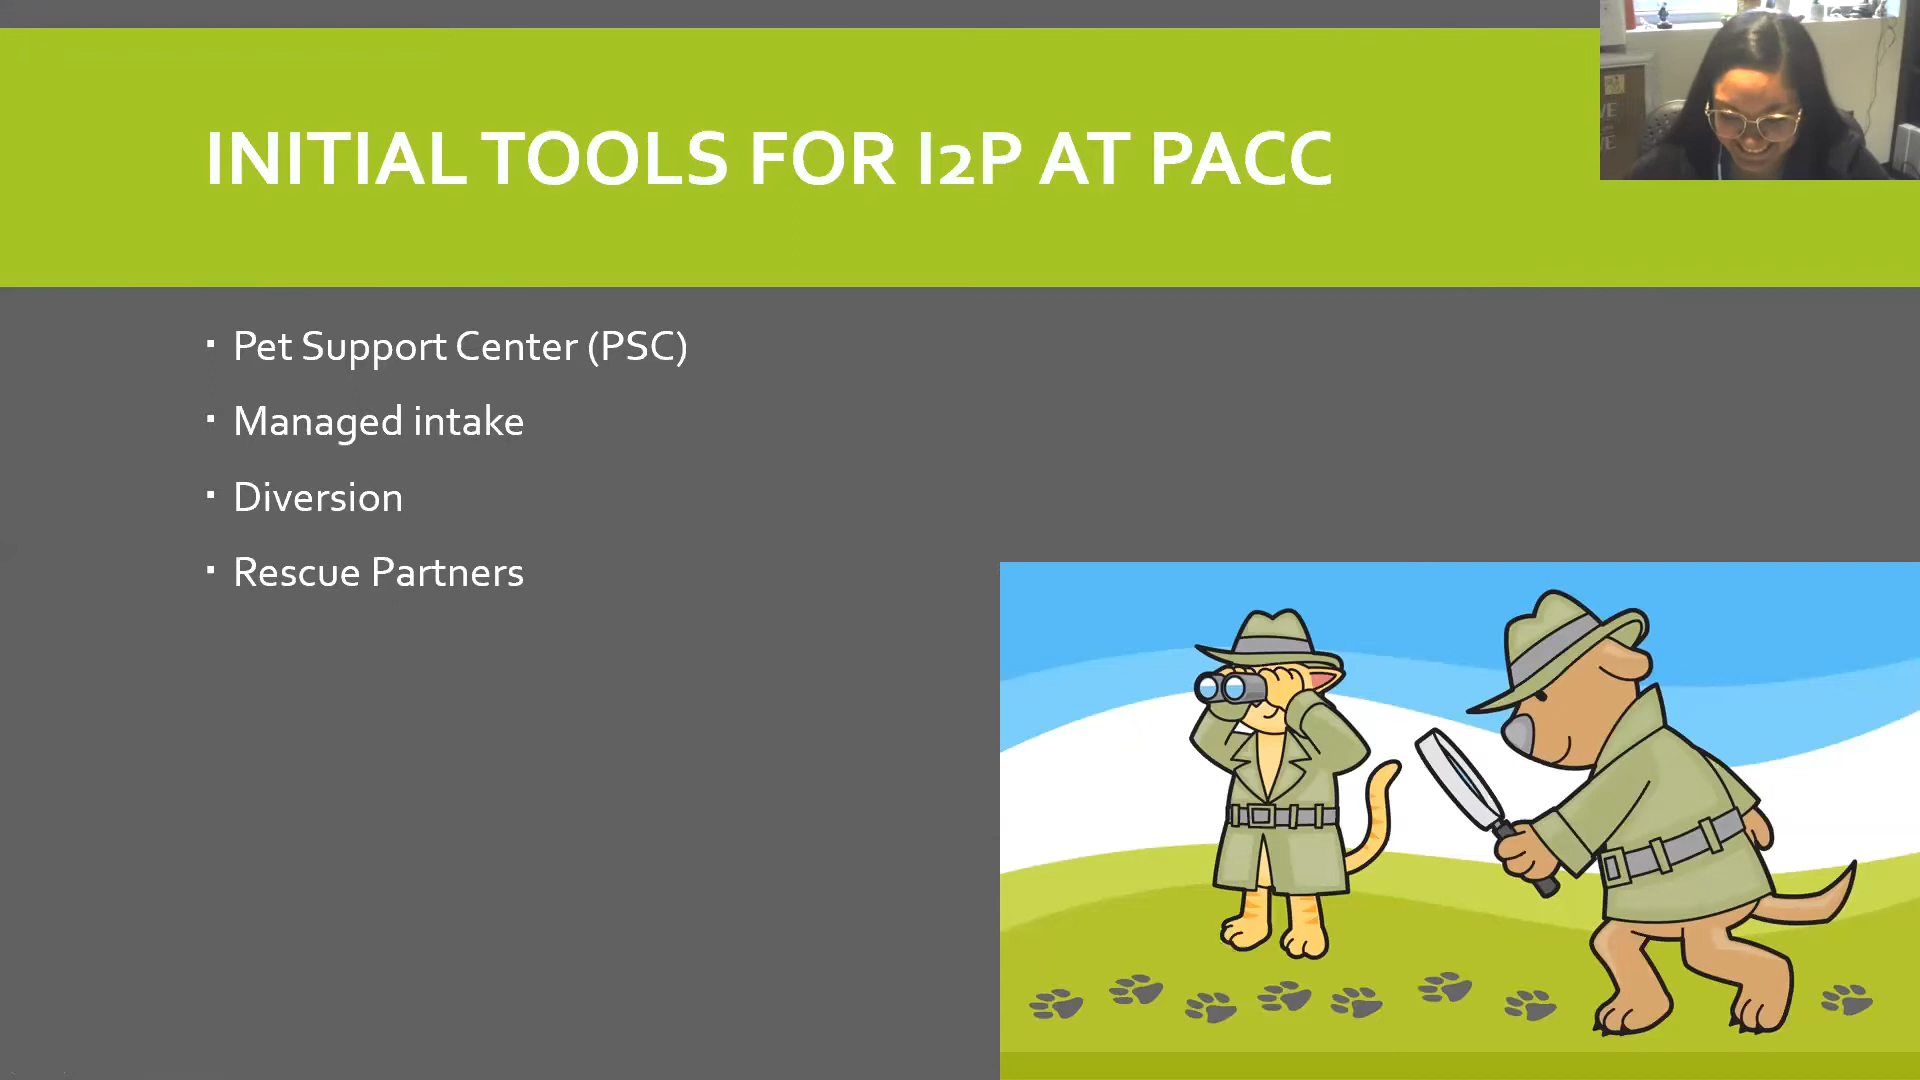 INITIAL TOOLS FOR I2P AT PACC
▪ Pet Support Center (PSC)
▪ Managed intake
▪ Diversion
▪ Rescue Partners